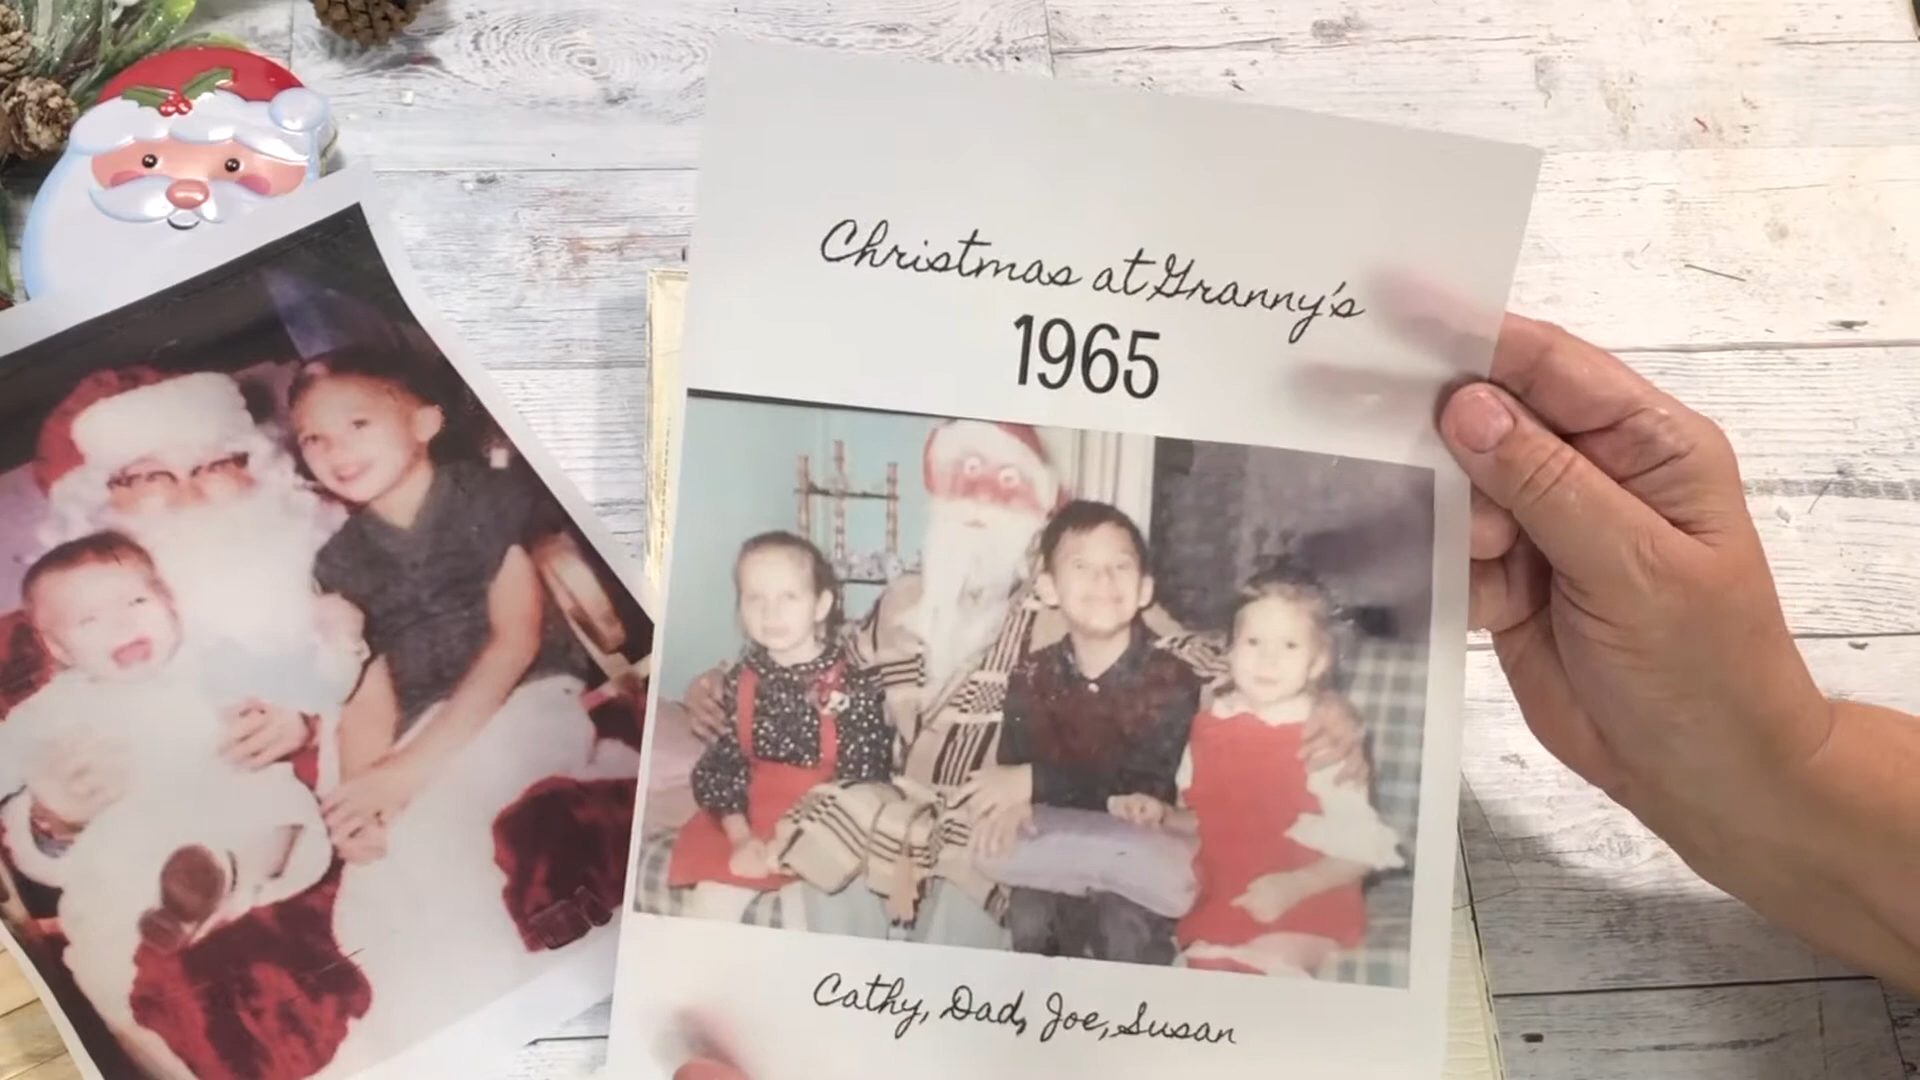 Christmas at Granny's
1965
Cathy, Dad, Joe, Susan